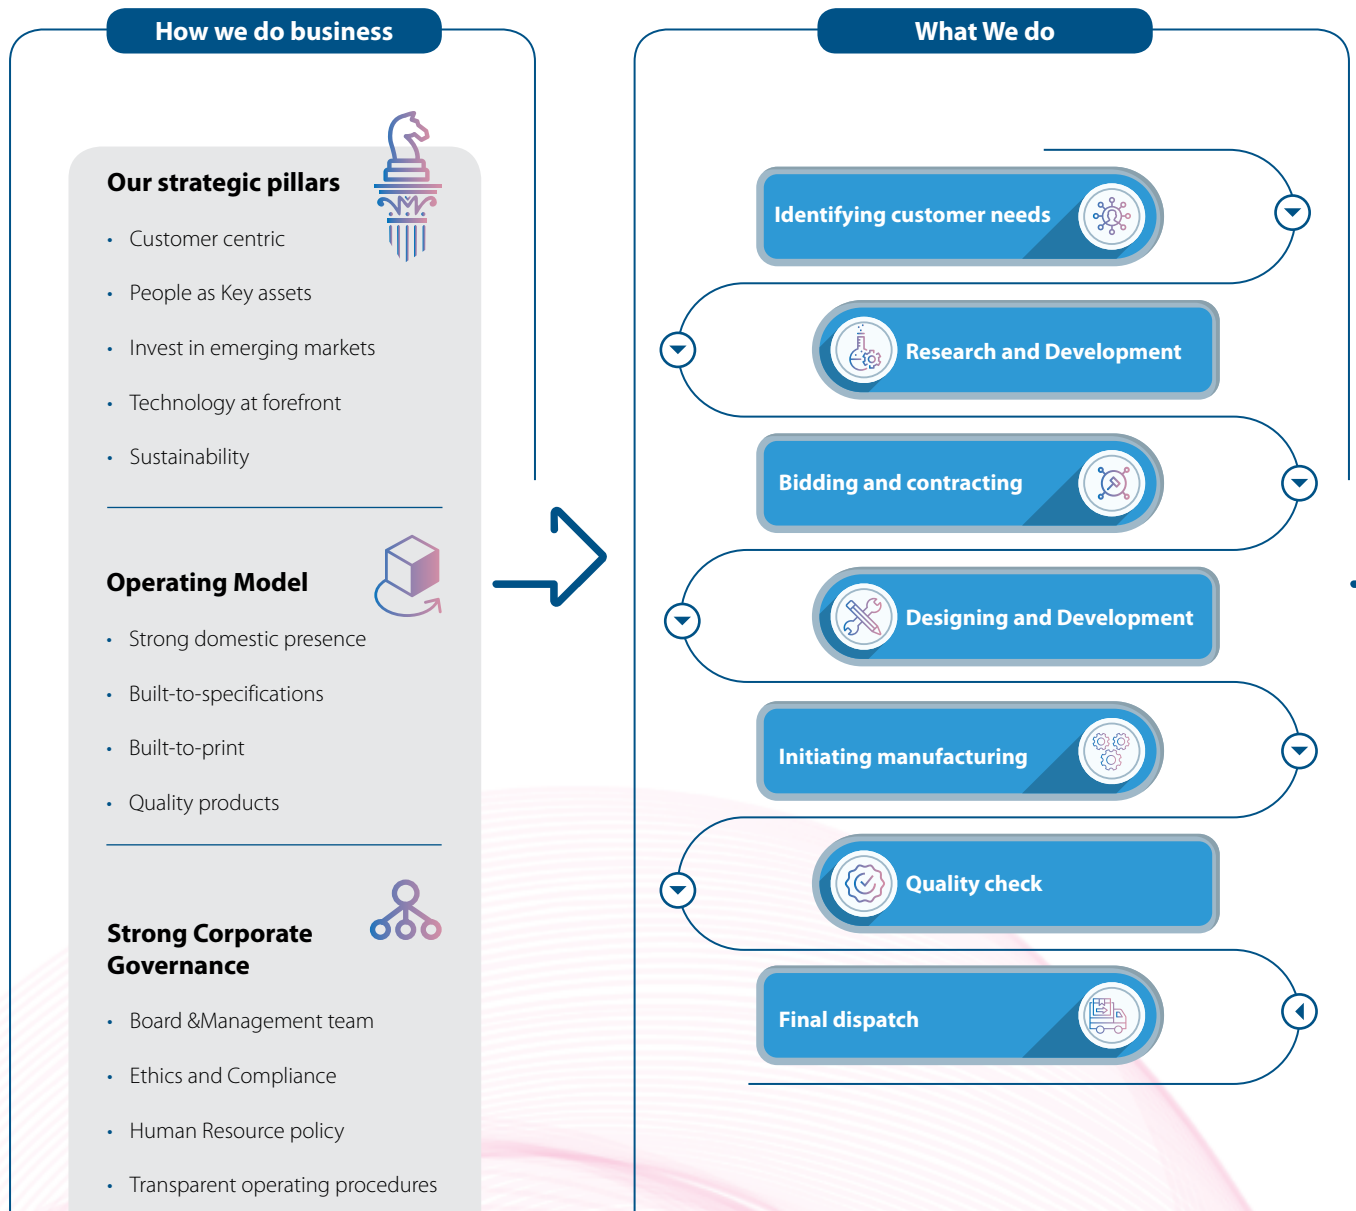 How we do business
Our strategic pillars
• Customer centric
• People as Key assets
• Invest in emerging markets
• Technology at forefront
• Sustainability
Operating Model
• Strong domestic presence
• Built-to-specifications
• Built-to-print
• Quality products
Strong Corporate
Governance
• Board &Management team
• Ethics and Compliance
• Human Resource policy
• Transparent operating procedures
What We do
Identifying customer needs
Research and Development
Bidding and contracting
Designing and Development
Initiating manufacturing
Quality check
Final dispatch